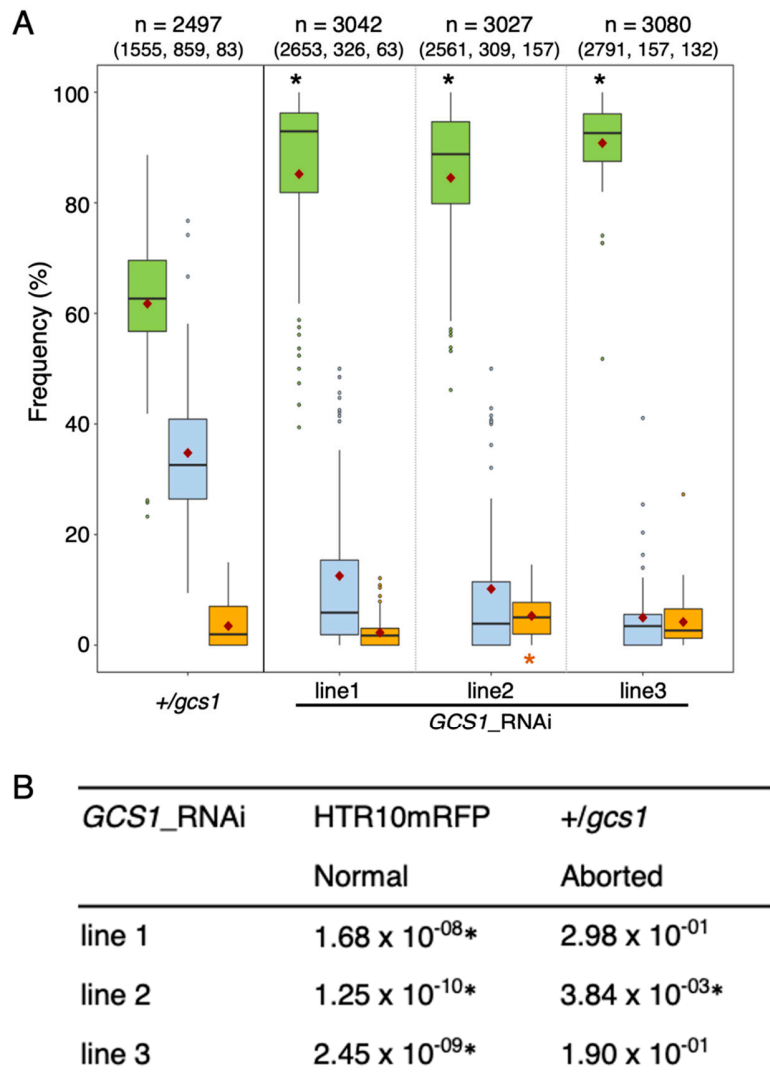 A
n = 2497 n = 3042 n = 3027 n = 3080
(1555, 859, 83) (2653, 326, 63) (2561, 309, 157) (2791, 157, 132)
* * *
100
80
60
40
20
0
Frequency (%)
*
+/gcs1 line1 line2 line3
GCS1_RNAi
B
GCS1_RNAi HTR10mRFP +/gcs1
Normal Aborted
line 1 1.68 x 10⁻⁰⁸* 2.98 x 10⁻⁰¹
line 2 1.25 x 10⁻¹⁰* 3.84 x 10⁻⁰³*
line 3 2.45 x 10⁻⁰⁹* 1.90 x 10⁻⁰¹